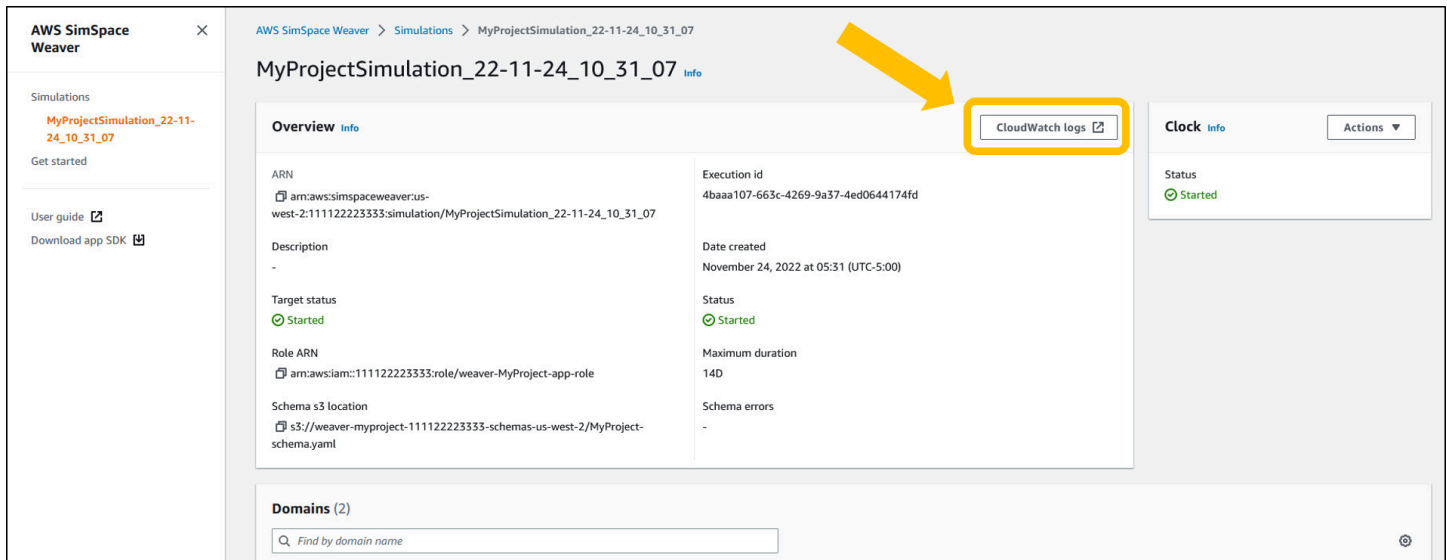 AWS SimSpace
Weaver
Simulations
MyProjectSimulation_22-11-
24_10_31_07
Get started
User guide
Download app SDK
AWS SimSpace Weaver > Simulations > MyProjectSimulation_22-11-24_10_31_07
MyProjectSimulation_22-11-24_10_31_07 Info
Overview Info
CloudWatch logs
ARN
arn:aws:simspaceweaver:us-
west-2:111122223333:simulation/MyProjectSimulation_22-11-24_10_31_07
Description
-
Target status
Started
Role ARN
arn:aws:iam::111122223333:role/weaver-MyProject-app-role
Schema s3 location
s3://weaver-myproject-111122223333-schemas-us-west-2/MyProject-
schema.yaml
Execution id
4baaa107-663c-4269-9a37-4ed0644174fd
Date created
November 24, 2022 at 05:31 (UTC-5:00)
Status
Started
Maximum duration
14D
Schema errors
-
Clock Info
Actions
Status
Started
Domains (2)
Find by domain name